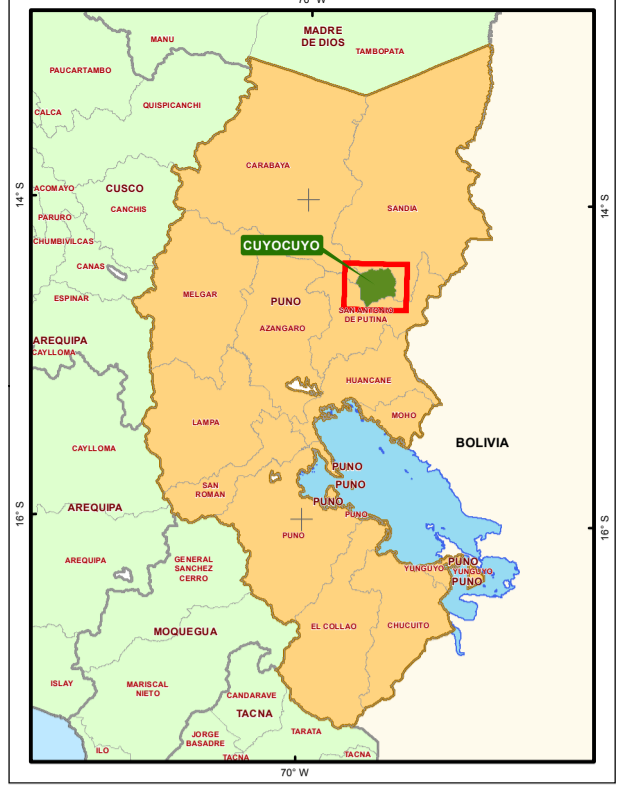 70° W
MADRE
DE DIOS
MANU
TAMBOPATA
PAUCARTAMBO
QUISPICANCHI
CALCA
CARABAYA
ACOMAYO
CUSCO
14° S
14° S
SANDIA
CANCHIS
PARURO
CHUMBIVILCAS
CUYOCUYO
CANAS
MELGAR
ESPINAR
PUNO
SAN ANTONIO
DE PUTINA
AZANGARO
AREQUIPA
CAYLLOMA
HUANCANE
MOHO
LAMPA
CAYLLOMA
BOLIVIA
PUNO
PUNO
SAN
ROMAN
PUNO
AREQUIPA
PUNO
16° S
16° S
PUNO
AREQUIPA
GENERAL
SANCHEZ
CERRO
PUNO
YUNGUYO
YUNGUYO
PUNO
MOQUEGUA
EL COLLAO
CHUCUITO
ISLAY
MARISCAL
NIETO
CANDARAVE
TACNA
TARATA
JORGE
BASADRE
ILO
TACNA
TACNA
70° W